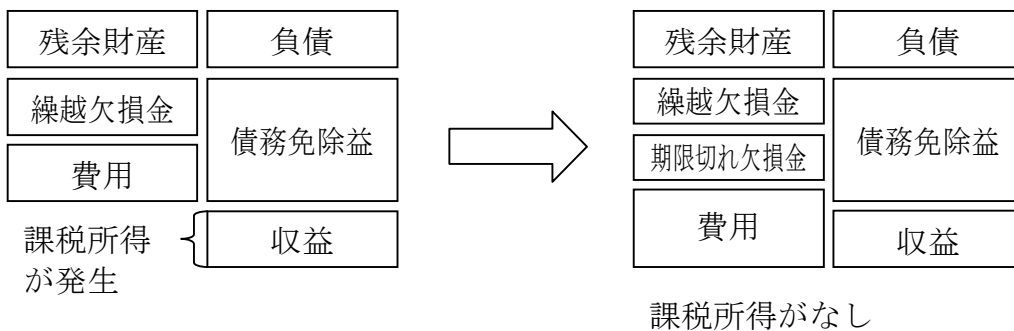 残余財産
負債
繰越欠損金
債務免除益
費用
課税所得
が発生
収益
残余財産
負債
繰越欠損金
債務免除益
期限切れ欠損金
費用
収益
課税所得がなし